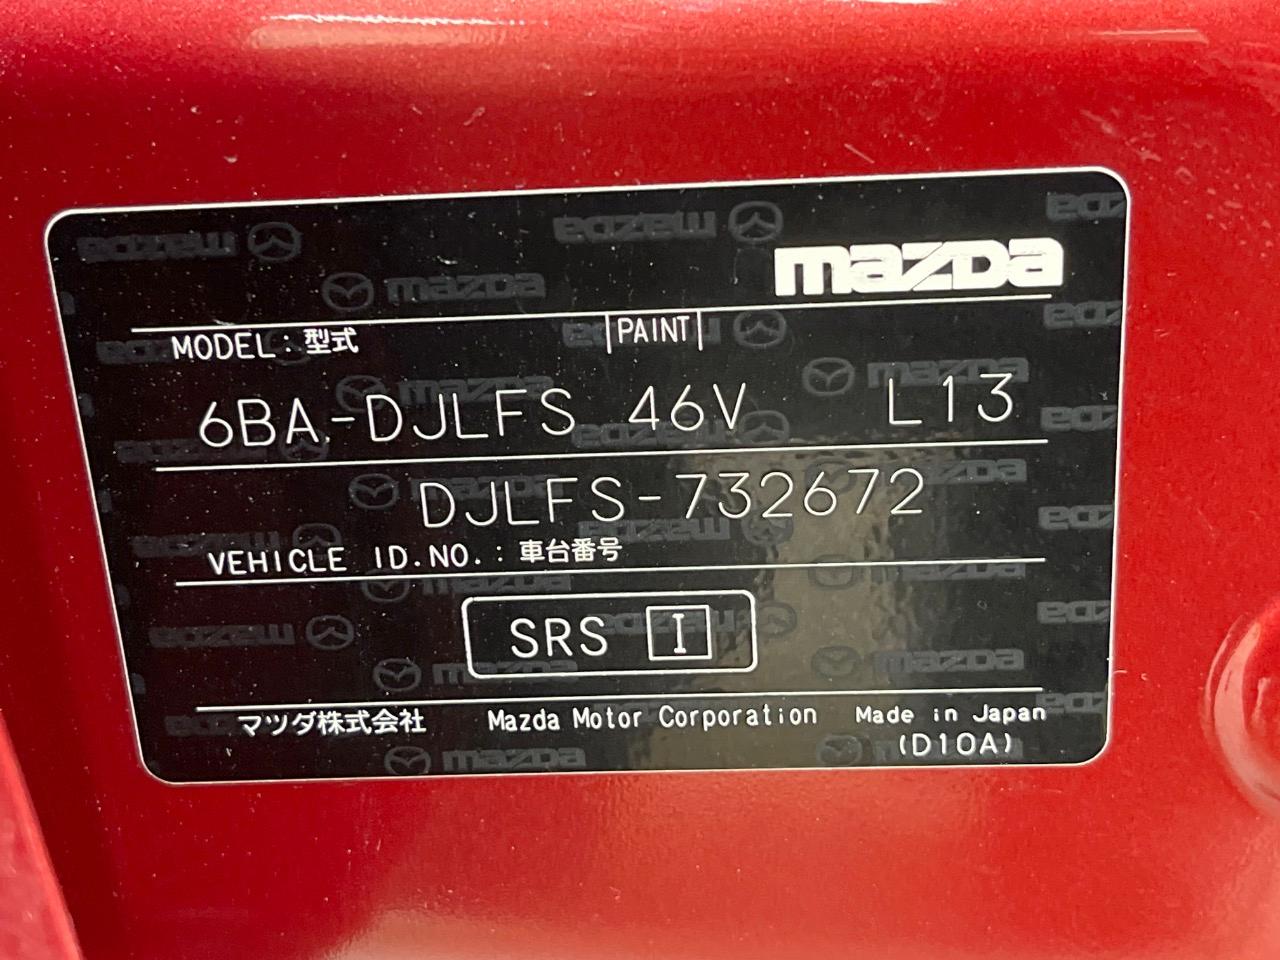 mazda
MODEL: 型式 PAINT
6BA-DJLFS 46V L13
DJLFS-732672
VEHICLE ID.NO.: 車台番号
SRS I
マツダ株式会社 Mazda Motor Corporation Made in Japan
(D10A)